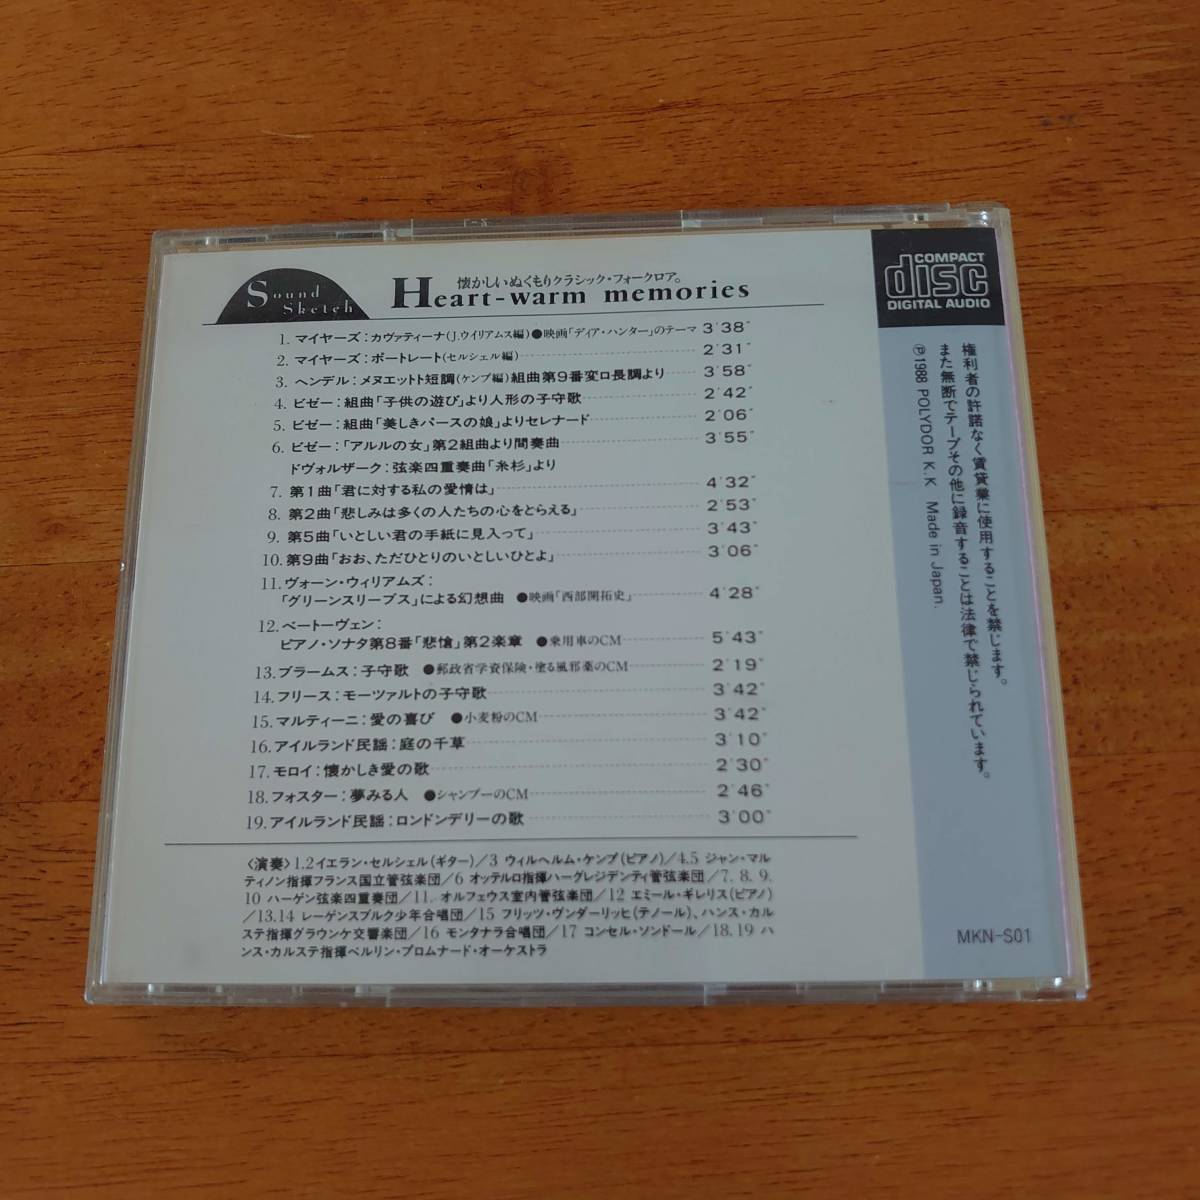 Sound
Sketch
懐かしいぬくもりクラシック・フォークロア。
Heart-warm memories
1. マイヤーズ:カヴァティーナ(J.ウイリアムス編)●映画「ディア・ハンター」のテーマ 3'38"
2. マイヤーズ:ポートレート(セルシェル編) 2'31"
3. ヘンデル:メヌエットト短調(ケンプ編)組曲第9番変ロ長調より 3'58"
4. ビゼー:組曲「子供の遊び」より人形の子守歌 2'42"
5. ビゼー:組曲「美しきパースの娘」よりセレナード 2'06"
6. ビゼー:「アルルの女」第2組曲より間奏曲 3'55"
ドヴォルザーク:弦楽四重奏曲「糸杉」より
7. 第1曲「君に対する私の愛情は」 4'32"
8. 第2曲「悲しみは多くの人たちの心をとらえる」 2'53"
9. 第5曲「いとしい君の手紙に見入って」 3'43"
10. 第9曲「おお、ただひとりのいとしいひとよ」 3'06"
11. ヴォーン・ウィリアムズ:
「グリーンスリーブス」による幻想曲 ●映画「西部開拓史」 4'28"
12. ベートーヴェン:
ピアノ・ソナタ第8番「悲愴」第2楽章 ●乗用車のCM 5'43"
13. ブラームス:子守歌 ●郵政省学資保険・塗る風邪薬のCM 2'19"
14. フリース:モーツァルトの子守歌 3'42"
15. マルティーニ:愛の喜び ●小麦粉のCM 3'42"
16. アイルランド民謡:庭の千草 3'10"
17. モロイ:懐かしき愛の歌 2'30"
18. フォスター:夢みる人 ●シャンプーのCM 2'46"
19. アイルランド民謡:ロンドンデリーの歌 3'00"
〈演奏〉1.2イエラン・セルシェル(ギター)/3 ウィルヘルム・ケンプ(ピアノ)/4.5 ジャン・マル
ティノン指揮フランス国立管弦楽団/6 オッテルロ指揮ハーグレジデンティ管弦楽団/7. 8. 9.
10 ハーゲン弦楽四重奏団/11. オルフェウス室内管弦楽団/12 エミール・ギレリス(ピアノ)
/13.14 レーゲンスブルク少年合唱団/15 フリッツ・ヴンダーリッヒ(テノール)、ハンス・カル
ステ指揮グラウンケ交響楽団/16 モンタナラ合唱団/17 コンセル・ソンドール/18. 19 ハ
ンス・カルステ指揮ベルリン・プロムナード・オーケストラ
COMPACT
disc
DIGITAL AUDIO
権利者の許諾なく賃貸業に使用することを禁じます。
また無断でテープその他に録音することは法律で禁じられています。
Ⓟ1988 POLYDOR K.K Made in Japan.
MKN-S01